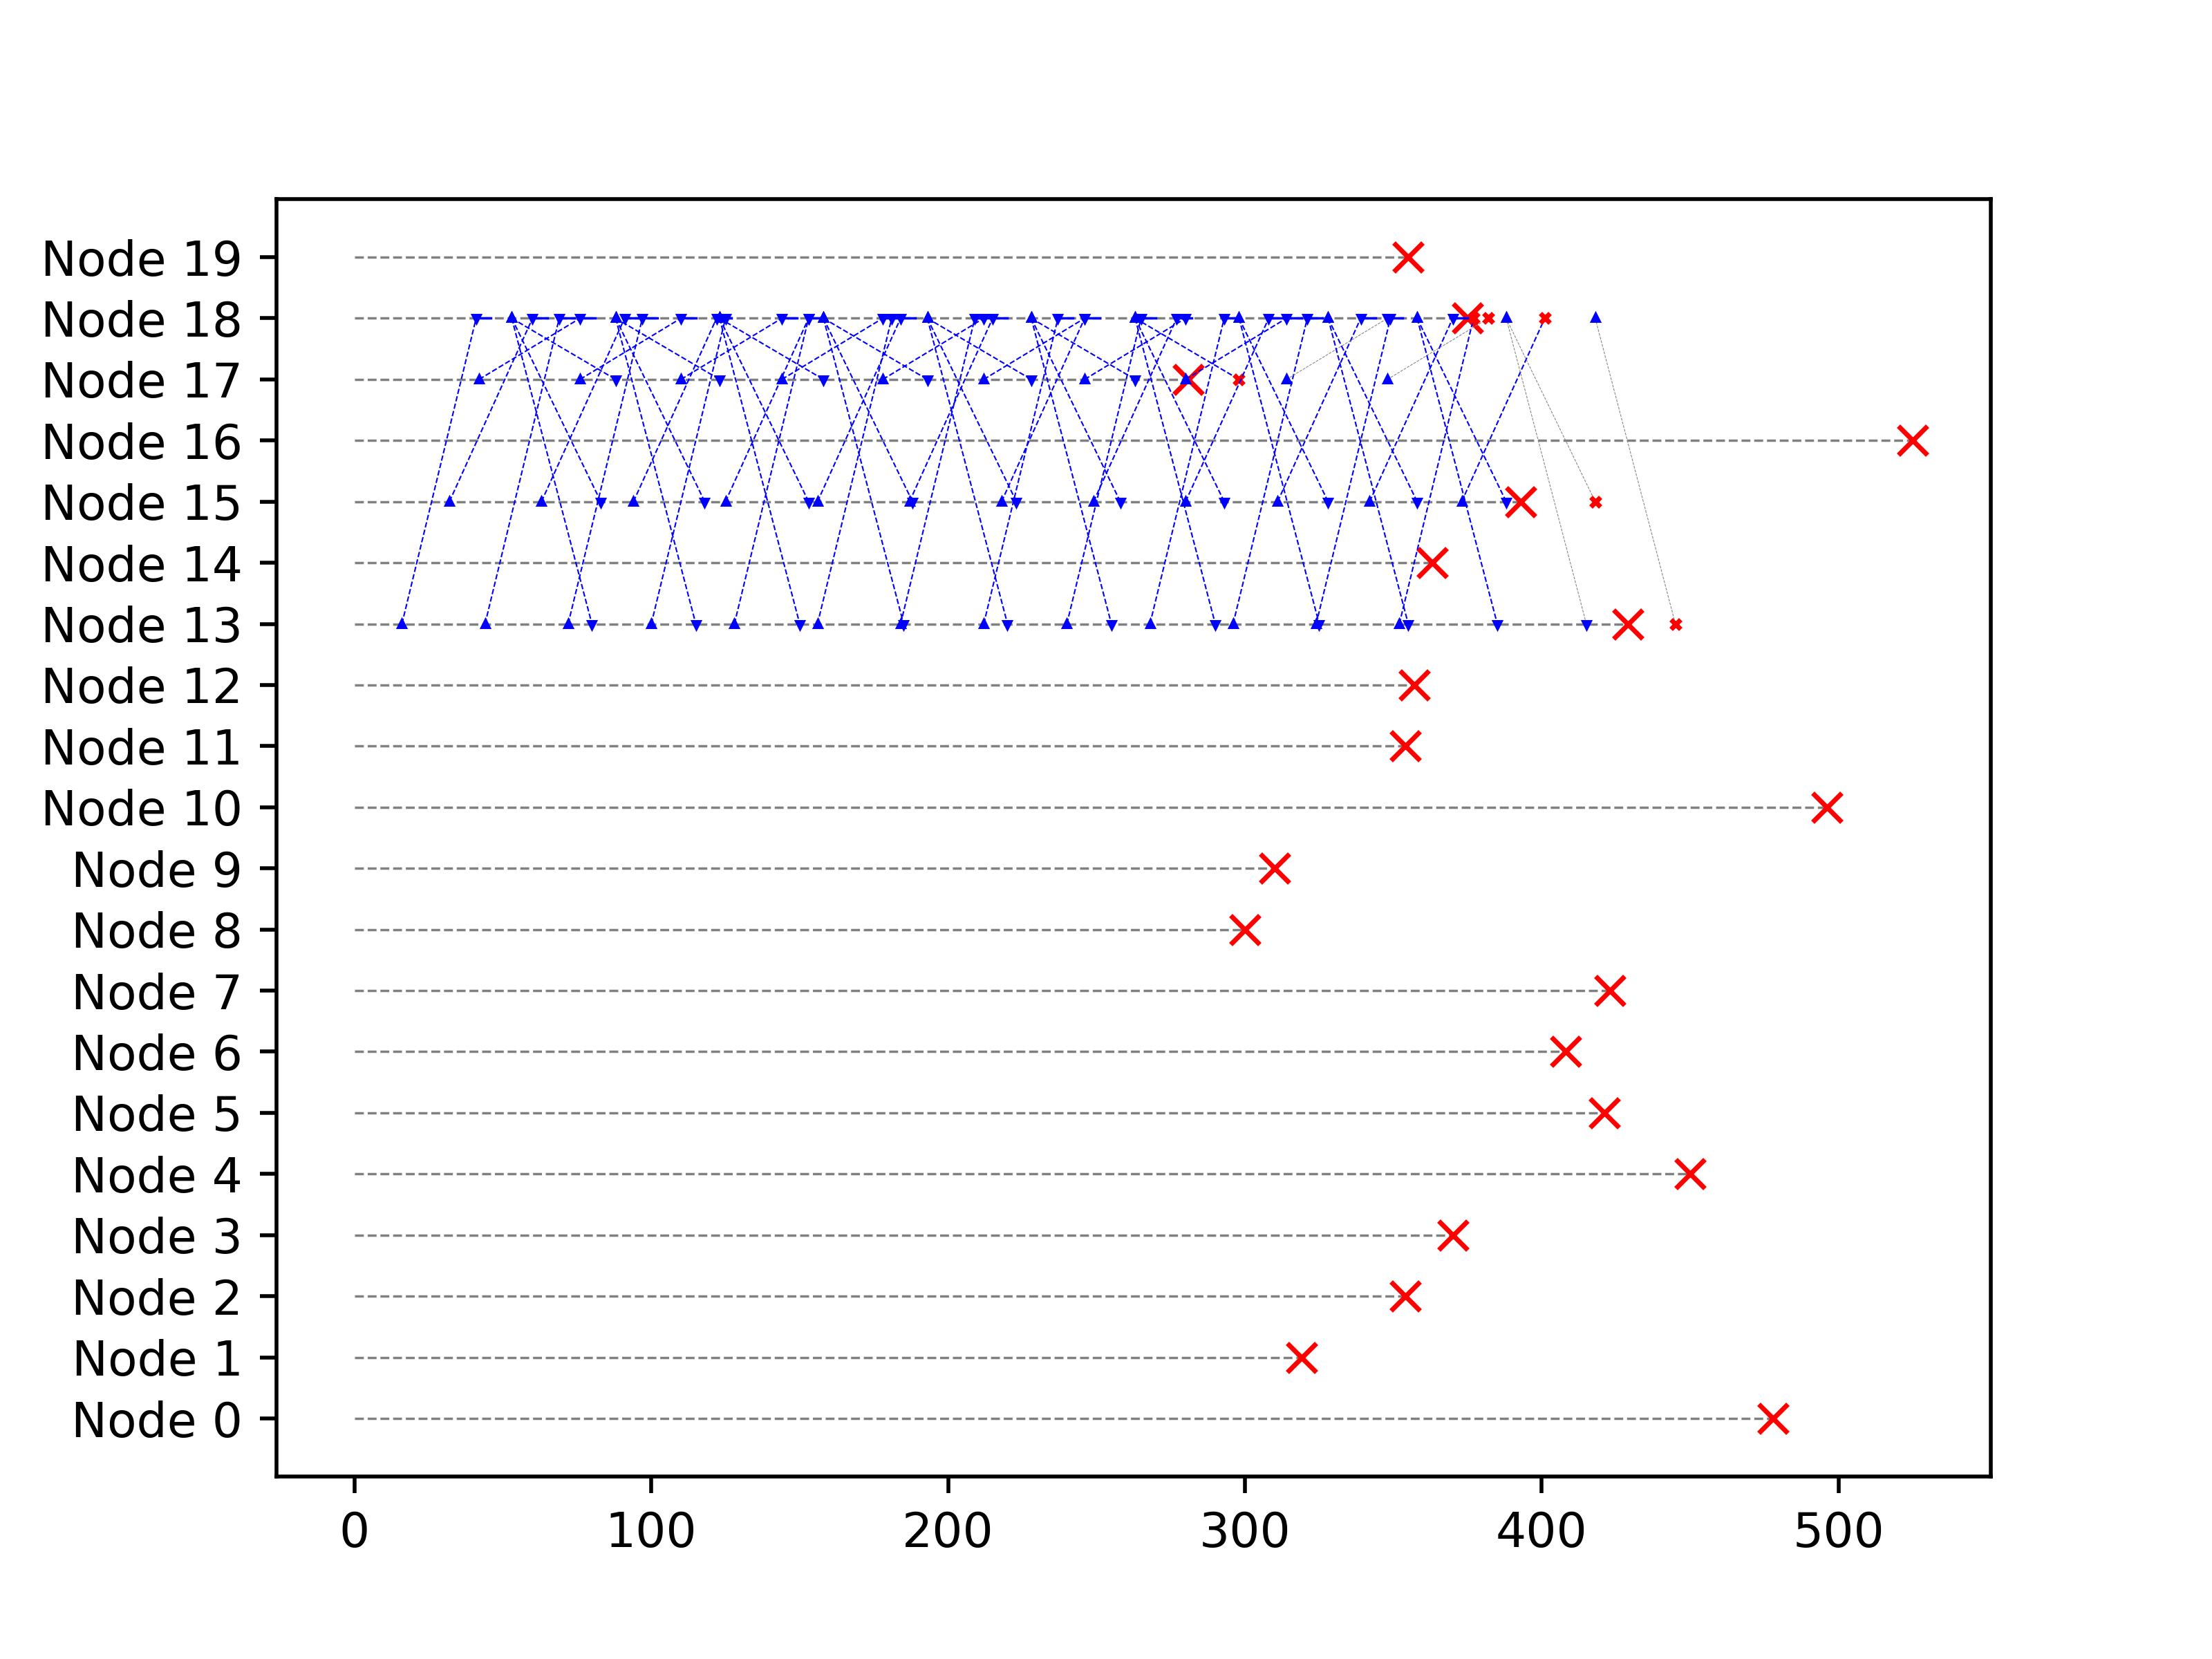 Node 19
Node 18
Node 17
Node 16
Node 15
Node 14
Node 13
Node 12
Node 11
Node 10
Node 9
Node 8
Node 7
Node 6
Node 5
Node 4
Node 3
Node 2
Node 1
Node 0
0 100 200 300 400 500